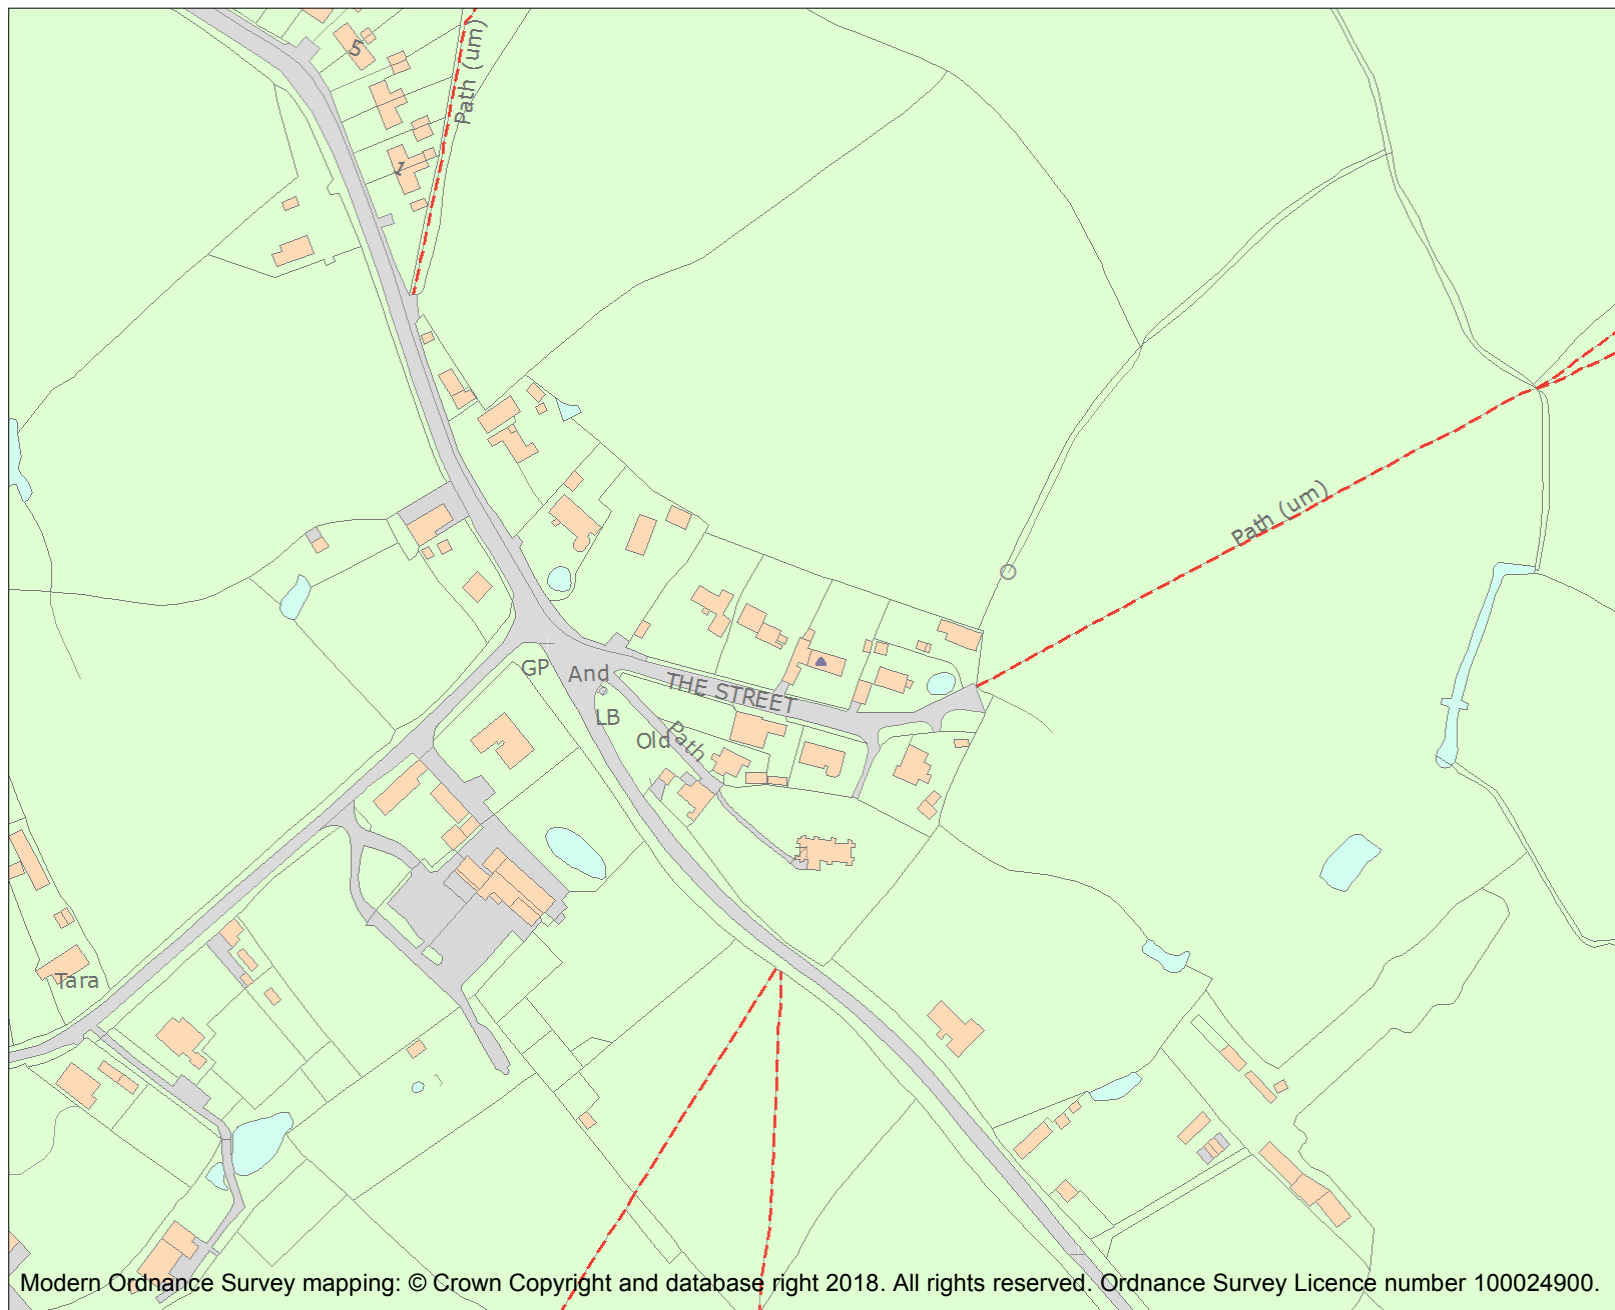 5
Path (um)
1
Path (um)
GP
And
THE STREET
LB
Old
Path
Tara
Modern Ordnance Survey mapping: © Crown Copyright and database right 2018. All rights reserved. Ordnance Survey Licence number 100024900.